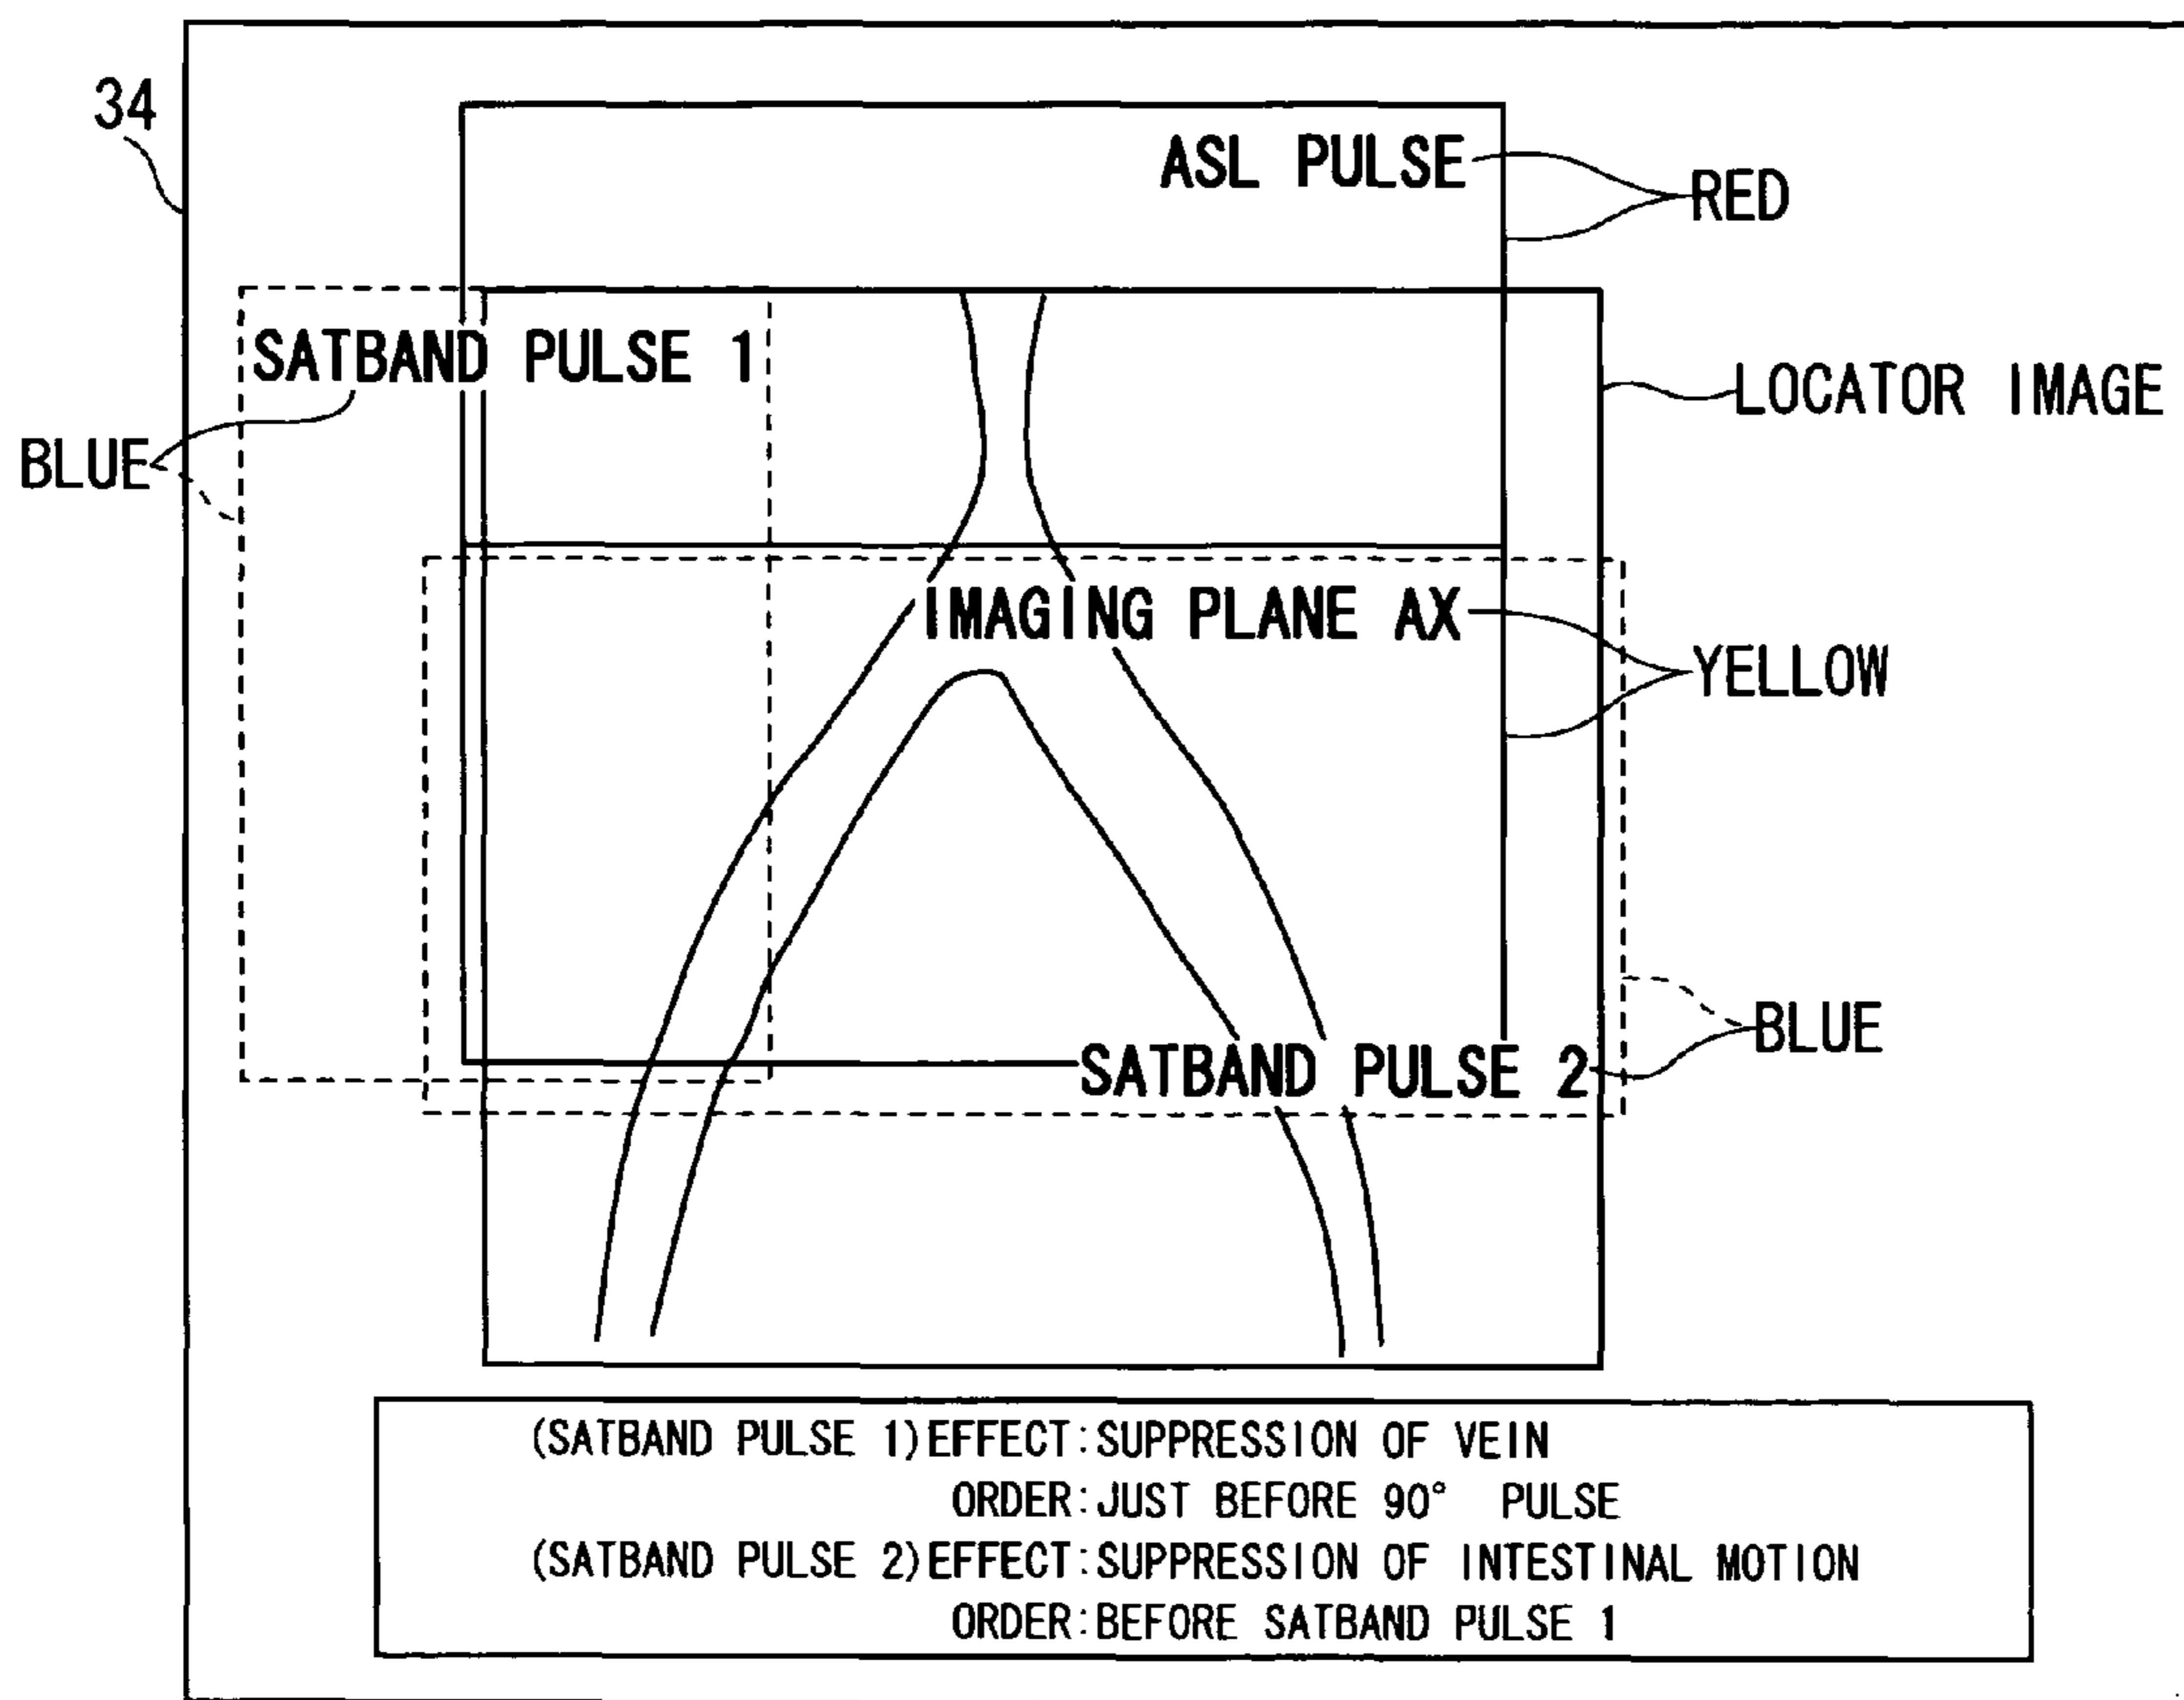 34
ASL PULSE
RED
SATBAND PULSE 1
LOCATOR IMAGE
BLUE
IMAGING PLANE AX
YELLOW
BLUE
SATBAND PULSE 2
(SATBAND PULSE 1)EFFECT:SUPPRESSION OF VEIN
ORDER:JUST BEFORE 90° PULSE
(SATBAND PULSE 2)EFFECT:SUPPRESSION OF INTESTINAL MOTION
ORDER:BEFORE SATBAND PULSE 1